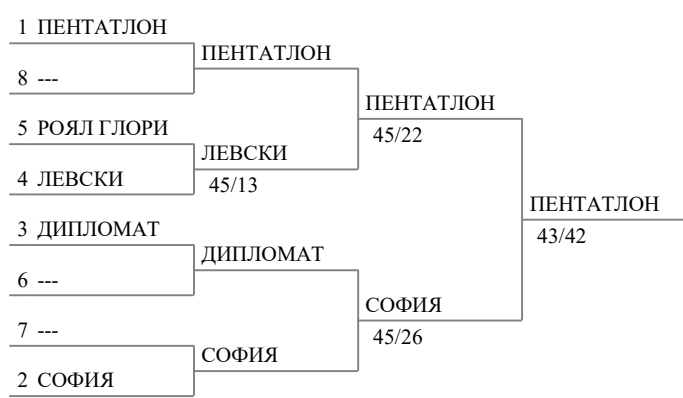 1 ПЕНТАТЛОН
ПЕНТАТЛОН
8 ---
ПЕНТАТЛОН
5 РОЯЛ ГЛОРИ
45/22
ЛЕВСКИ
4 ЛЕВСКИ
45/13
ПЕНТАТЛОН
3 ДИПЛОМАТ
43/42
ДИПЛОМАТ
6 ---
СОФИЯ
7 ---
45/26
СОФИЯ
2 СОФИЯ